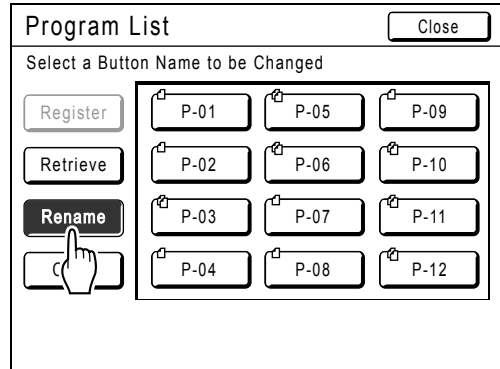 Program List
Close
Select a Button Name to be Changed
Register
P-01
P-05
P-09
Retrieve
P-02
P-06
P-10
Rename
P-03
P-07
P-11
P-04
P-08
P-12